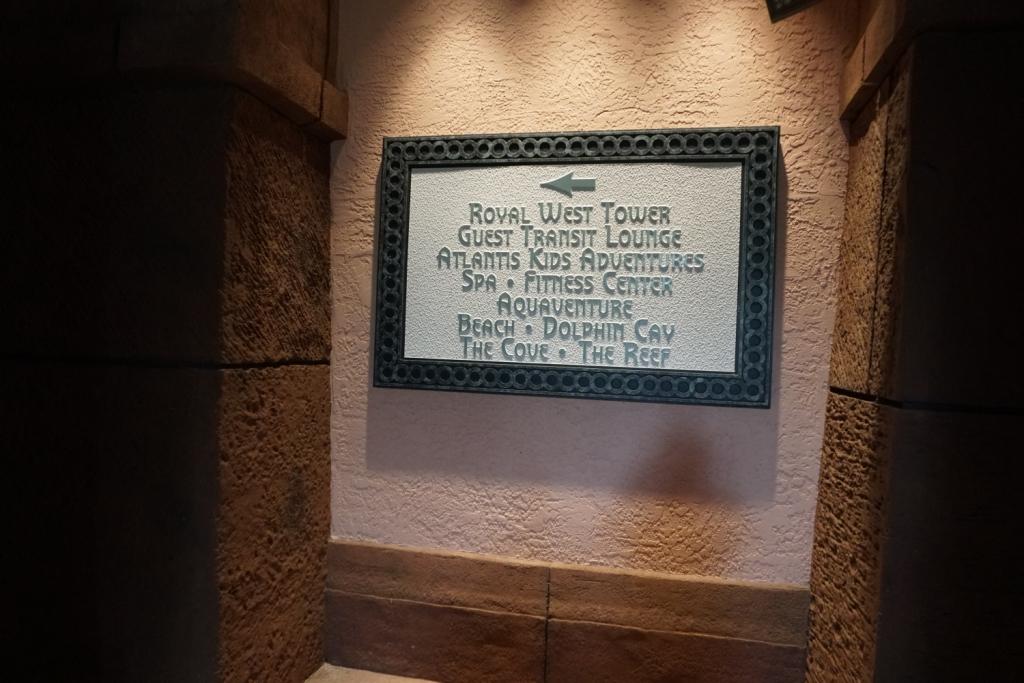 Royal West Tower
Guest Transit Lounge
Atlantis Kids Adventures
Spa • Fitness Center
Aquaventure
Beach • Dolphin Cay
The Cove • The Reef